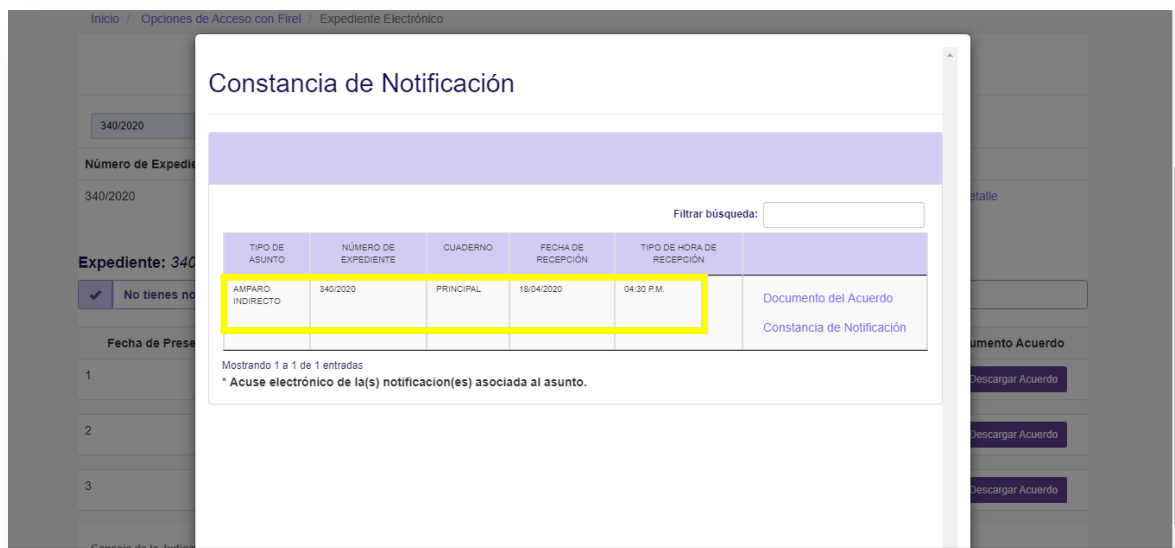 Inicio / Opciones de Acceso con Firel / Expediente Electrónico
Constancia de Notificación
340/2020
Número de Expedie
340/2020
etalle
Filtrar búsqueda:
TIPO DE ASUNTO NÚMERO DE EXPEDIENTE CUADERNO FECHA DE RECEPCIÓN TIPO DE HORA DE RECEPCIÓN
Expediente: 340
AMPARO INDIRECTO 340/2020 PRINCIPAL 18/04/2020 04:30 P.M.
Documento del Acuerdo
Constancia de Notificación
No tienes no
Fecha de Prese
umento Acuerdo
Mostrando 1 a 1 de 1 entradas
* Acuse electrónico de la(s) notificacion(es) asociada al asunto.
1
Descargar Acuerdo
2
Descargar Acuerdo
3
Descargar Acuerdo